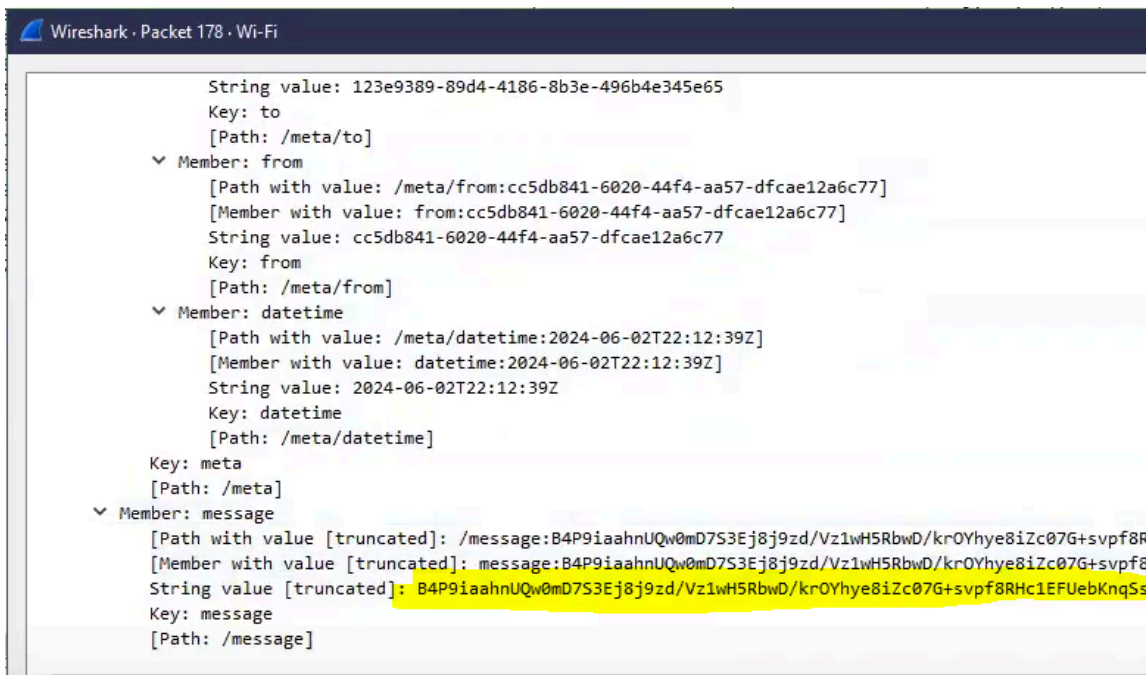 Wireshark · Packet 178 · Wi-Fi
String value: 123e9389-89d4-4186-8b3e-496b4e345e65
Key: to
[Path: /meta/to]
Member: from
[Path with value: /meta/from:cc5db841-6020-44f4-aa57-dfcae12a6c77]
[Member with value: from:cc5db841-6020-44f4-aa57-dfcae12a6c77]
String value: cc5db841-6020-44f4-aa57-dfcae12a6c77
Key: from
[Path: /meta/from]
Member: datetime
[Path with value: /meta/datetime:2024-06-02T22:12:39Z]
[Member with value: datetime:2024-06-02T22:12:39Z]
String value: 2024-06-02T22:12:39Z
Key: datetime
[Path: /meta/datetime]
Key: meta
[Path: /meta]
Member: message
[Path with value [truncated]: /message:B4P9iaahnUQw0mD7S3Ej8j9zd/Vz1wH5RbwD/krOYhye8iZc07G+svpf8R
[Member with value [truncated]: message:B4P9iaahnUQw0mD7S3Ej8j9zd/Vz1wH5RbwD/krOYhye8iZc07G+svpf8
String value [truncated]: B4P9iaahnUQw0mD7S3Ej8j9zd/Vz1wH5RbwD/krOYhye8iZc07G+svpf8RHc1EFUebKnqSs
Key: message
[Path: /message]